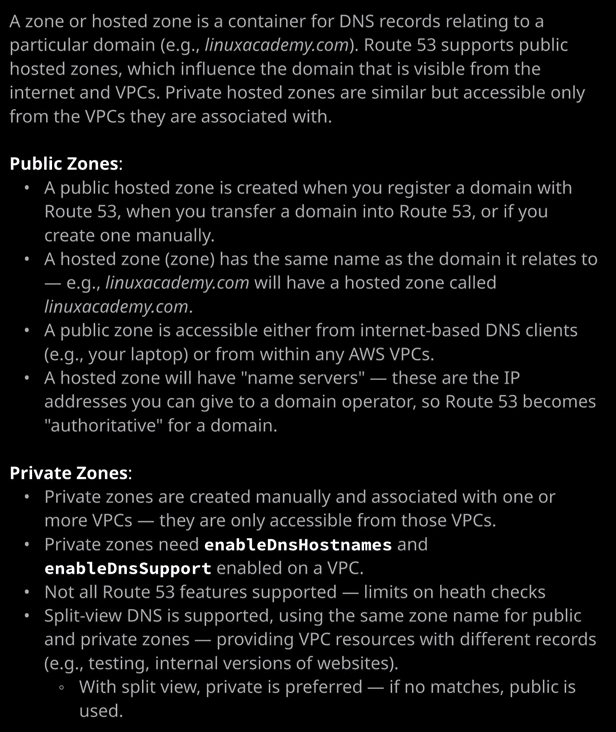 A zone or hosted zone is a container for DNS records relating to a
particular domain (e.g., linuxacademy.com). Route 53 supports public
hosted zones, which influence the domain that is visible from the
internet and VPCs. Private hosted zones are similar but accessible only
from the VPCs they are associated with.
Public Zones:
• A public hosted zone is created when you register a domain with
Route 53, when you transfer a domain into Route 53, or if you
create one manually.
• A hosted zone (zone) has the same name as the domain it relates to
— e.g., linuxacademy.com will have a hosted zone called
linuxacademy.com.
• A public zone is accessible either from internet-based DNS clients
(e.g., your laptop) or from within any AWS VPCs.
• A hosted zone will have "name servers" — these are the IP
addresses you can give to a domain operator, so Route 53 becomes
"authoritative" for a domain.
Private Zones:
• Private zones are created manually and associated with one or
more VPCs — they are only accessible from those VPCs.
• Private zones need enableDnsHostnames and
enableDnsSupport enabled on a VPC.
• Not all Route 53 features supported — limits on heath checks
• Split-view DNS is supported, using the same zone name for public
and private zones — providing VPC resources with different records
(e.g., testing, internal versions of websites).
◦ With split view, private is preferred — if no matches, public is
used.